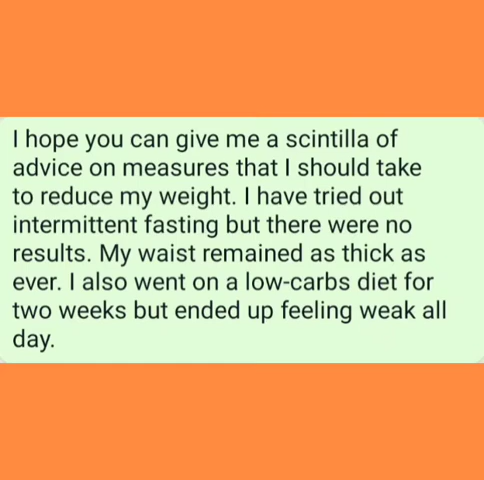 I hope you can give me a scintilla of
advice on measures that I should take
to reduce my weight. I have tried out
intermittent fasting but there were no
results. My waist remained as thick as
ever. I also went on a low-carbs diet for
two weeks but ended up feeling weak all
day.